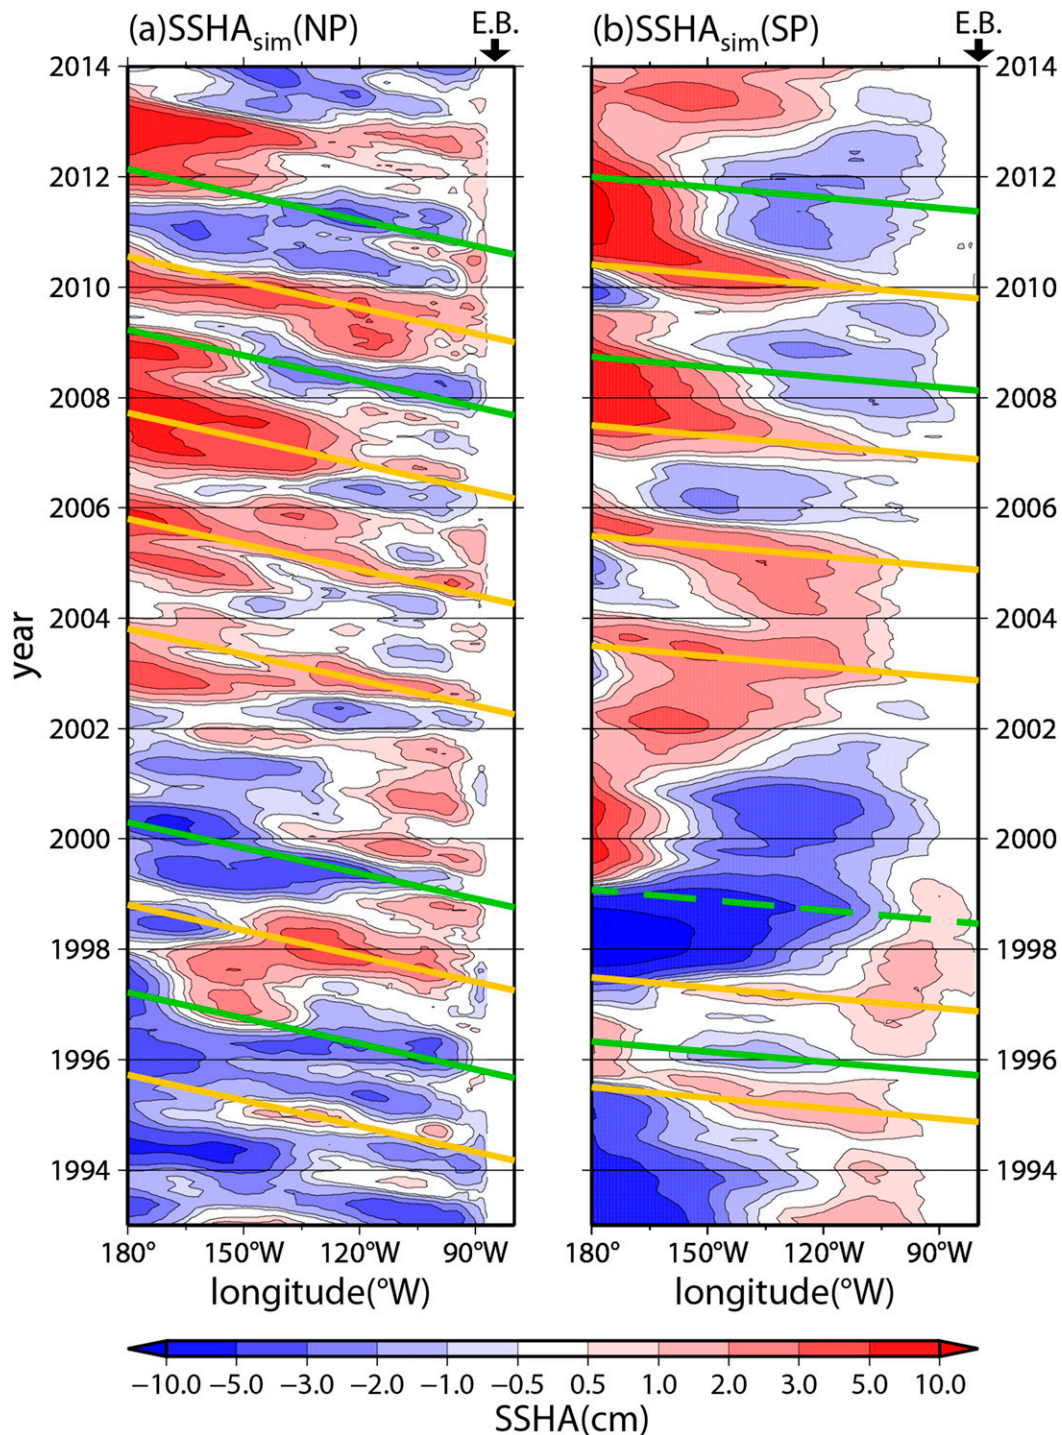 (a)SSHAsim(NP) E.B. (b)SSHAsim(SP) E.B.
2014 2014
2012 2012
2010 2010
2008 2008
2006 2006
2004 2004
year
2002 2002
2000 2000
1998 1998
1996 1996
1994 1994
180° 150°W 120°W 90°W 180° 150°W 120°W 90°W
longitude(°W) longitude(°W)
−10.0 −5.0 −3.0 −2.0 −1.0 −0.5 0.5 1.0 2.0 3.0 5.0 10.0
SSHA(cm)